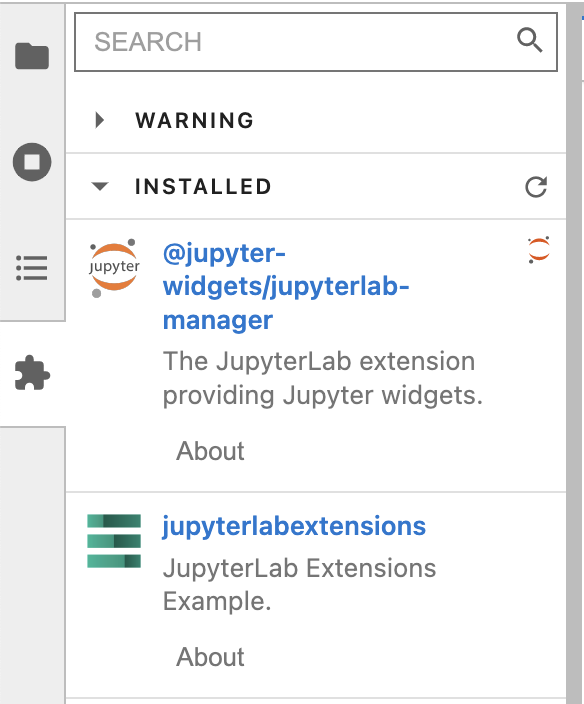 SEARCH
WARNING
INSTALLED
jupyter
@jupyter-
widgets/jupyterlab-
manager
The JupyterLab extension
providing Jupyter widgets.
About
jupyterlabextensions
JupyterLab Extensions
Example.
About